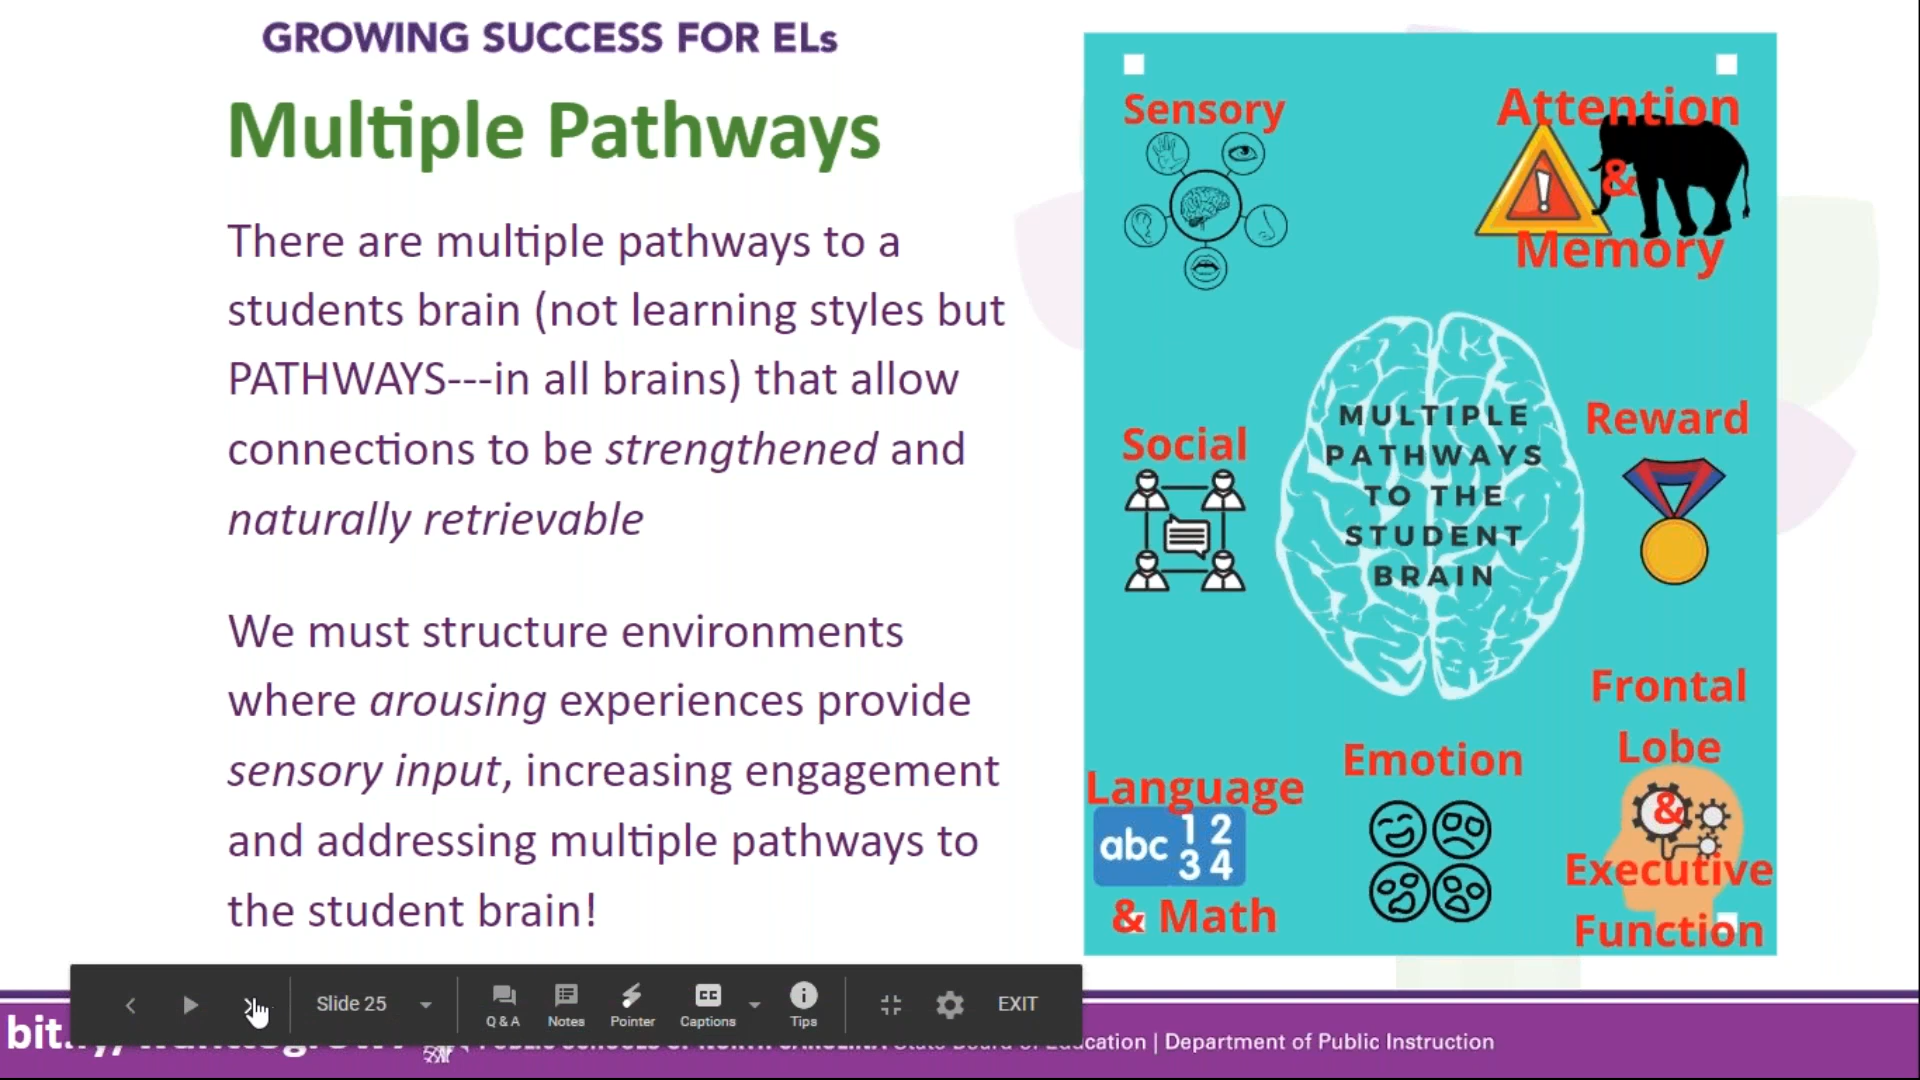 GROWING SUCCESS FOR ELs
Multiple Pathways
There are multiple pathways to a
students brain (not learning styles but
PATHWAYS---in all brains) that allow
connections to be strengthened and
naturally retrievable
We must structure environments
where arousing experiences provide
sensory input, increasing engagement
and addressing multiple pathways to
the student brain!
Sensory
Attention
&
Memory
Social
MULTIPLE
PATHWAYS
TO THE
STUDENT
BRAIN
Reward
Language
abc 1 2
3 4
& Math
Emotion
Frontal
Lobe
&
Executive
Function
Slide 25
Q & A
Notes
Pointer
CC
Captions
Tips
EXIT
| Department of Public Instruction